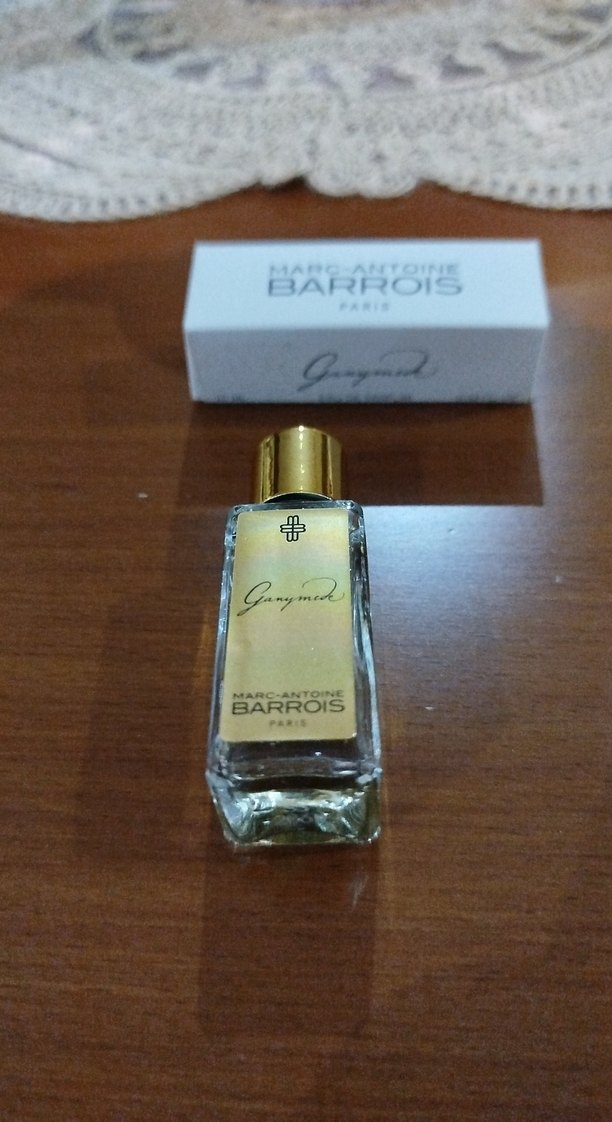 MARC-ANTOINE
BARROIS
PARIS
Ganymede
Ganymede
MARC-ANTOINE
BARROIS
PARIS